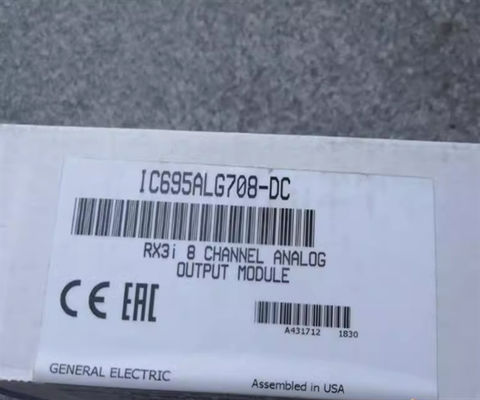 IC695ALG708-DC
RX3i 8 CHANNEL ANALOG
OUTPUT MODULE
CE EAC
A431712 1830
GENERAL ELECTRIC
Assembled in USA